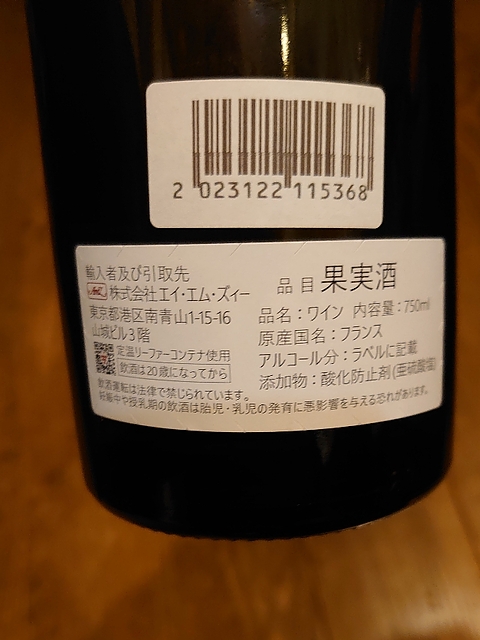 2 023122 115368
輸入者及び引取先
株式会社エイ・エム・ズィー
東京都港区南青山1-15-16
山城ビル3階
定温リーファーコンテナ使用
飲酒は20歳になってから
飲酒運転は法律で禁じられています。
妊娠中や授乳期の飲酒は胎児・乳児の発育に悪影響を与える恐れがあります。
品目 果実酒
品名：ワイン 内容量：750ml
原産国名：フランス
アルコール分：ラベルに記載
添加物：酸化防止剤(亜硫酸塩)